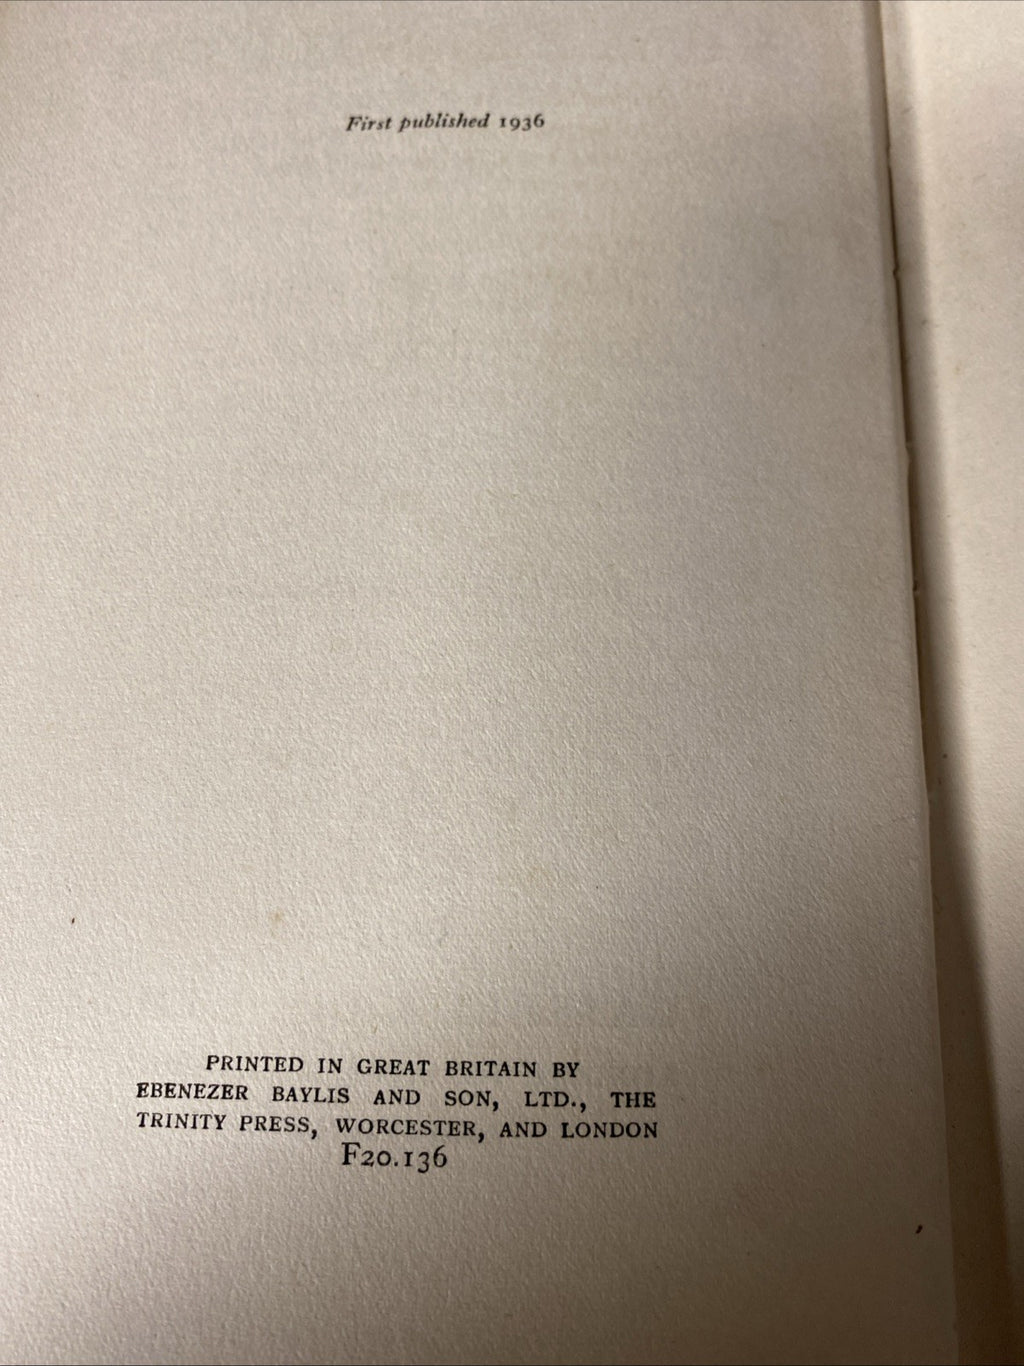 First published 1936
PRINTED IN GREAT BRITAIN BY
EBENEZER BAYLIS AND SON, LTD., THE
TRINITY PRESS, WORCESTER, AND LONDON
F20.136